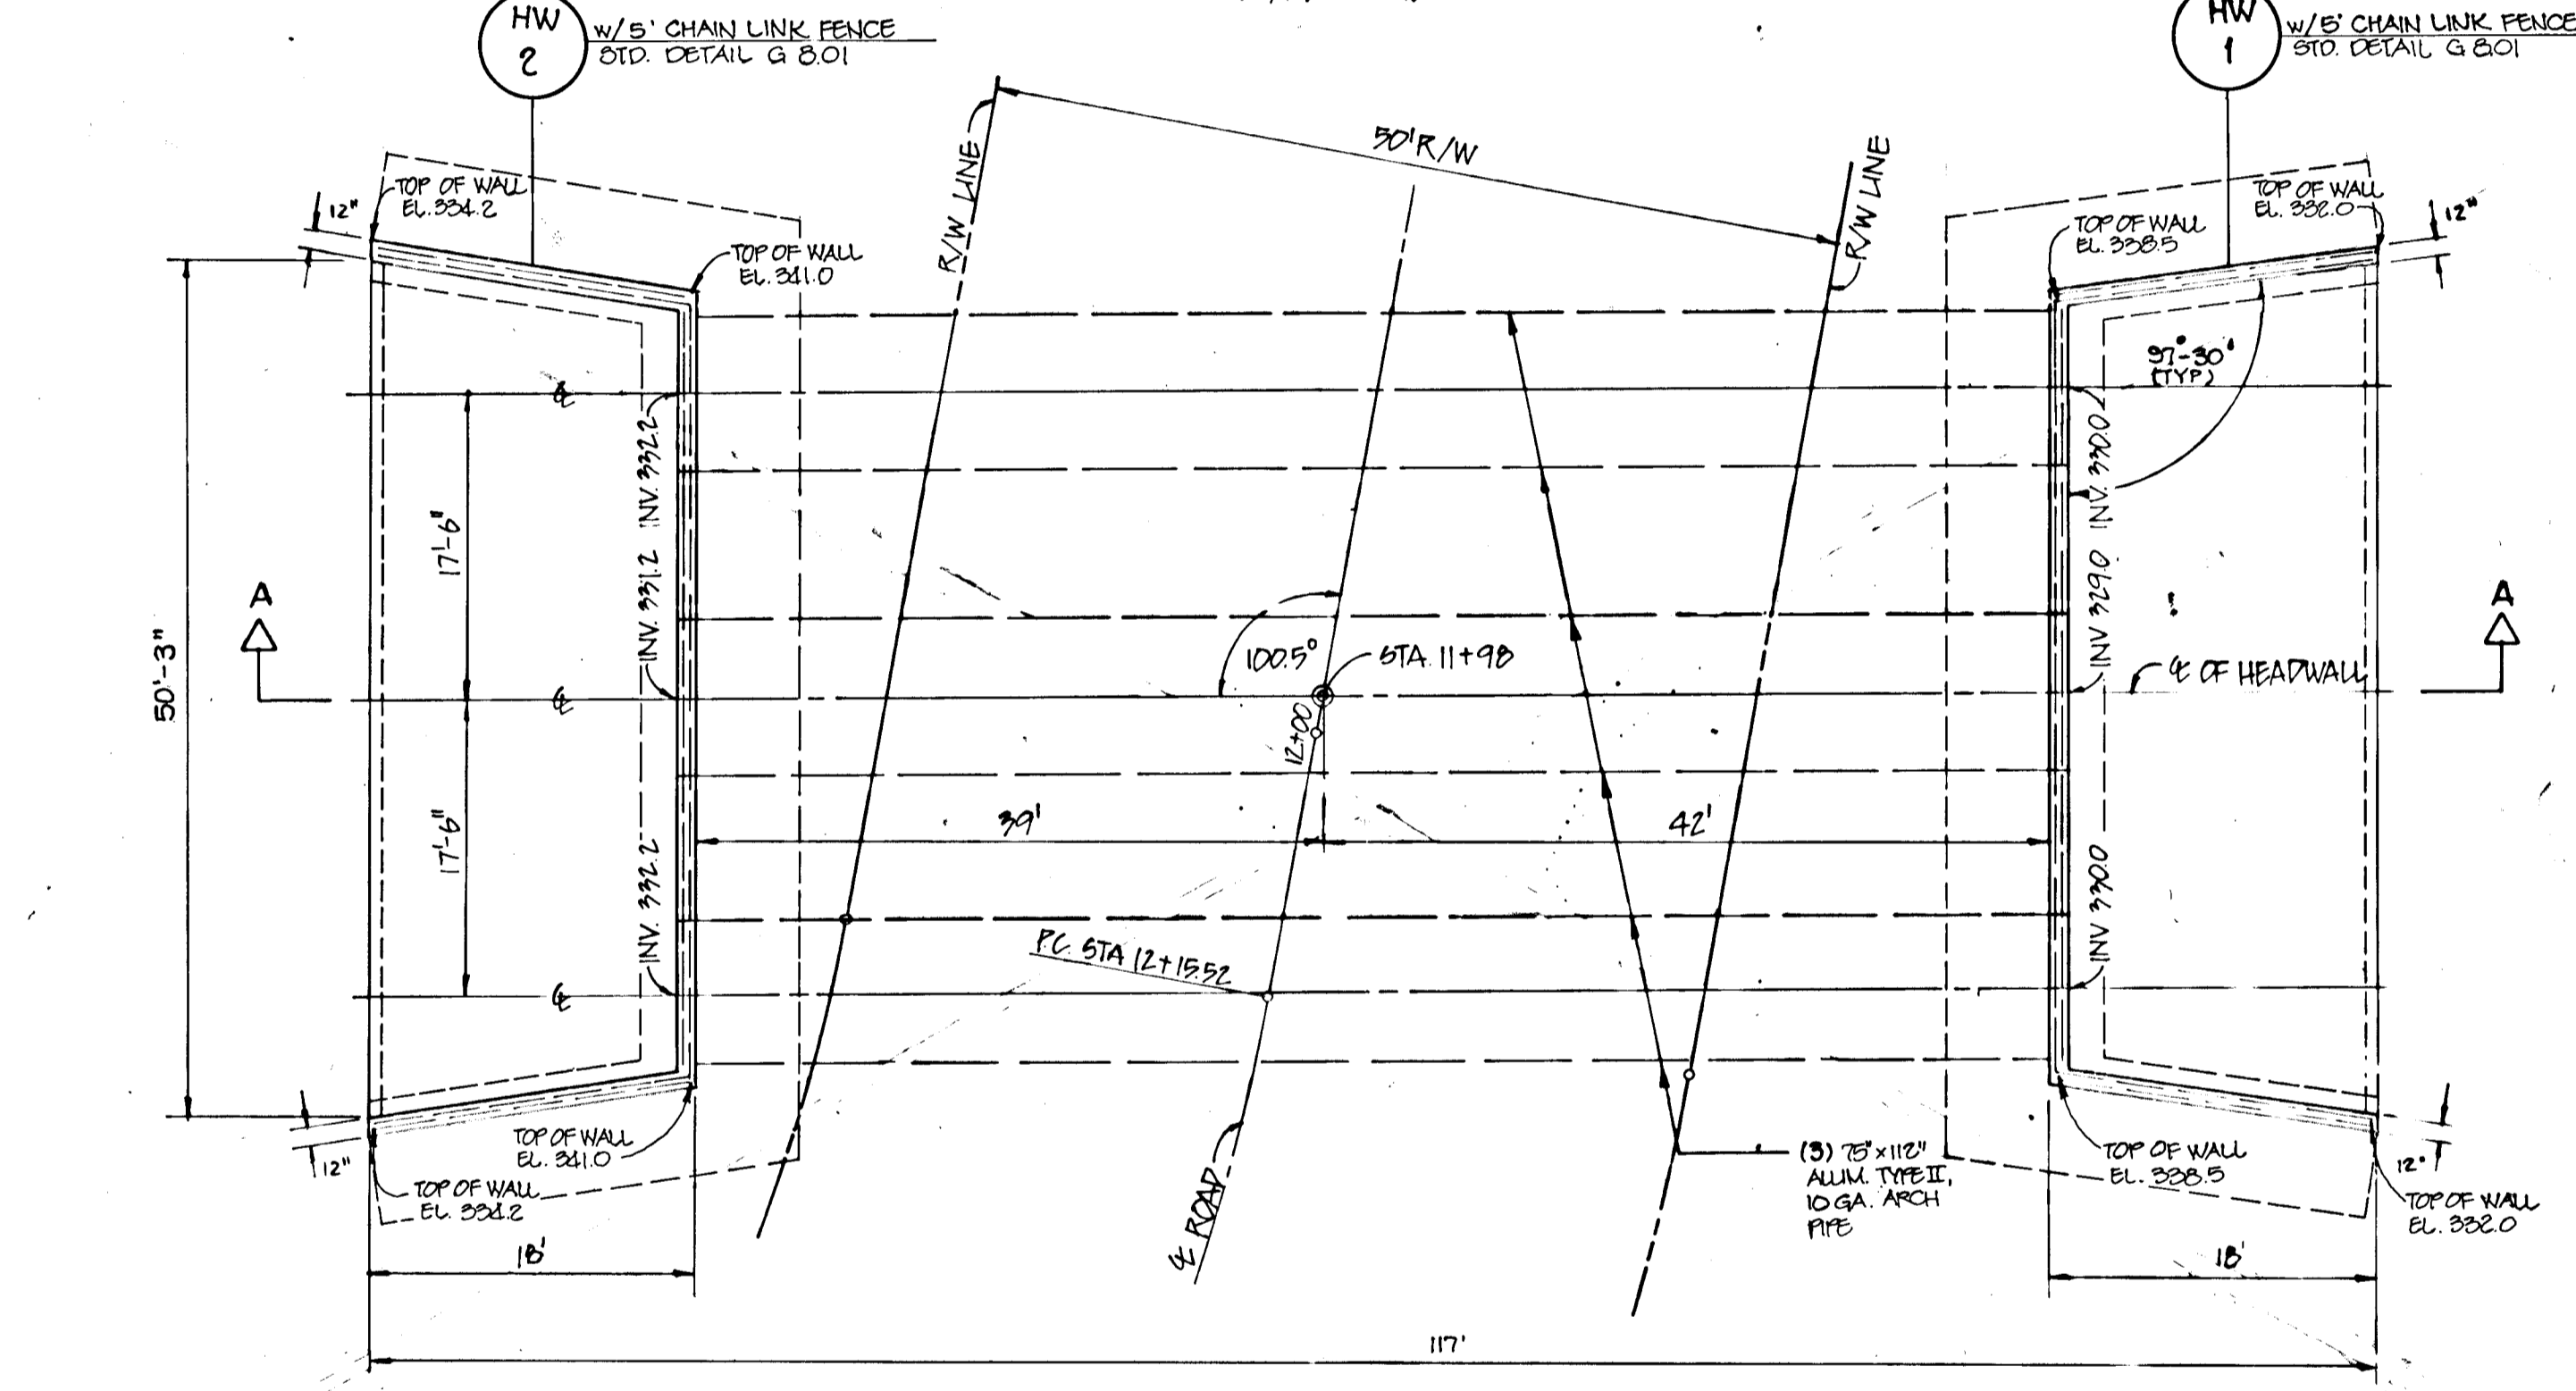 HW
2
W/5' CHAIN LINK FENCE
STD. DETAIL G 8.01
HW
1
W/5' CHAIN LINK FENCE
STD. DETAIL G 8.01
50' R/W
R/W LINE
R/W LINE
12"
TOP OF WALL
EL. 334.2
TOP OF WALL
EL. 341.0
TOP OF WALL
EL. 338.5
TOP OF WALL
EL. 332.0
12"
97°-30'
(TYP.)
℄
INV. 332.2
INV. 330.0
17'-6"
INV. 331.2
INV. 329.0
A
A
50'-3"
100.5°
STA. 11+98
℄ OF HEADWALL
℄
12+00
39'
42'
17'-6"
INV. 332.2
INV. 330.0
P.C. STA 12+15.52
℄
TOP OF WALL
EL. 341.0
12"
TOP OF WALL
EL. 334.2
℄ ROAD
(3) 75"x112"
ALUM. TYPE II,
10 GA. ARCH
PIPE
TOP OF WALL
EL. 338.5
12"
TOP OF WALL
EL. 332.0
18'
18'
117'